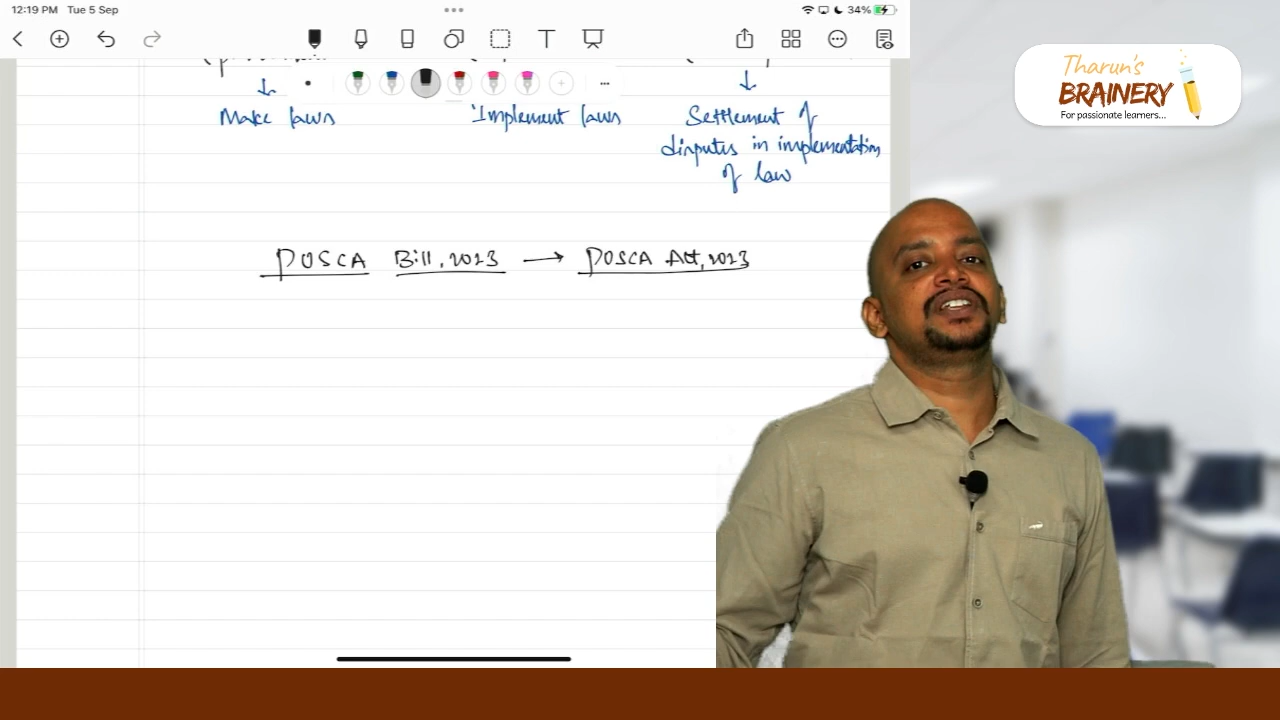 12:19 PM Tue 5 Sep
34%
Make laws
Implement laws
Settlement of
disputes in implementation
of law
POSCA Bill, 2023 → POSCA Act, 2023
Tharun's
BRAINERY
For passionate learners...